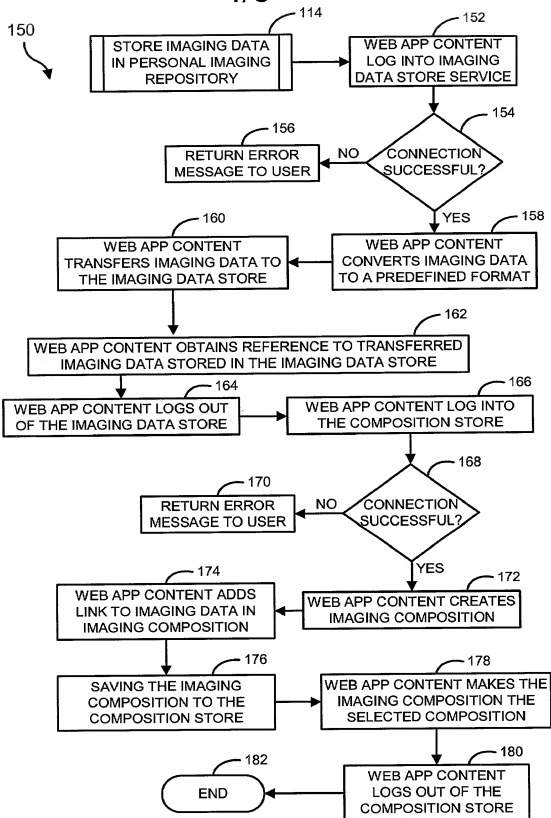 150
114
STORE IMAGING DATA
IN PERSONAL IMAGING
REPOSITORY
152
WEB APP CONTENT
LOG INTO IMAGING
DATA STORE SERVICE
154
CONNECTION
SUCCESSFUL?
NO
156
RETURN ERROR
MESSAGE TO USER
YES
158
WEB APP CONTENT
CONVERTS IMAGING DATA
TO A PREDEFINED FORMAT
160
WEB APP CONTENT
TRANSFERS IMAGING DATA TO
THE IMAGING DATA STORE
162
WEB APP CONTENT OBTAINS REFERENCE TO TRANSFERRED
IMAGING DATA STORED IN THE IMAGING DATA STORE
164
WEB APP CONTENT LOGS OUT
OF THE IMAGING DATA STORE
166
WEB APP CONTENT LOG INTO
THE COMPOSITION STORE
168
CONNECTION
SUCCESSFUL?
NO
170
RETURN ERROR
MESSAGE TO USER
YES
172
WEB APP CONTENT CREATES
IMAGING COMPOSITION
174
WEB APP CONTENT ADDS
LINK TO IMAGING DATA IN
IMAGING COMPOSITION
176
SAVING THE IMAGING
COMPOSITION TO THE
COMPOSITION STORE
178
WEB APP CONTENT MAKES THE
IMAGING COMPOSITION THE
SELECTED COMPOSITION
180
WEB APP CONTENT
LOGS OUT OF THE
COMPOSITION STORE
182
END